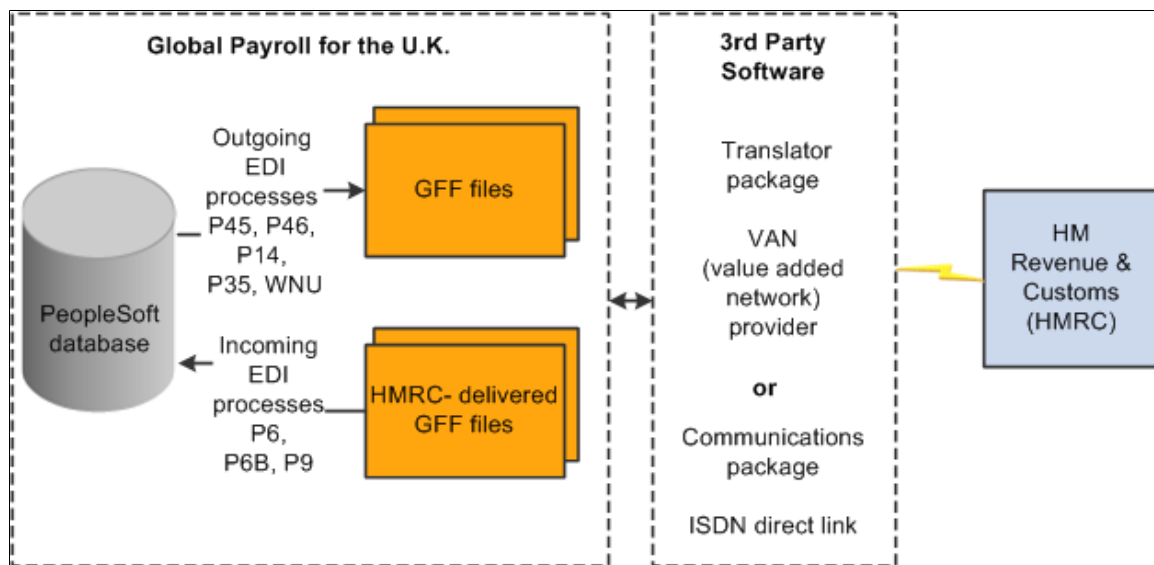 Global Payroll for the U.K.
PeopleSoft
database
Outgoing
EDI
processes
P45, P46,
P14,
P35, WNU
GFF files
Incoming
EDI
processes
P6,
P6B, P9
HMRC- delivered
GFF files
3rd Party
Software
Translator
package
VAN
(value added
network)
provider
or
Communications
package
ISDN direct link
HM
Revenue &
Customs
(HMRC)